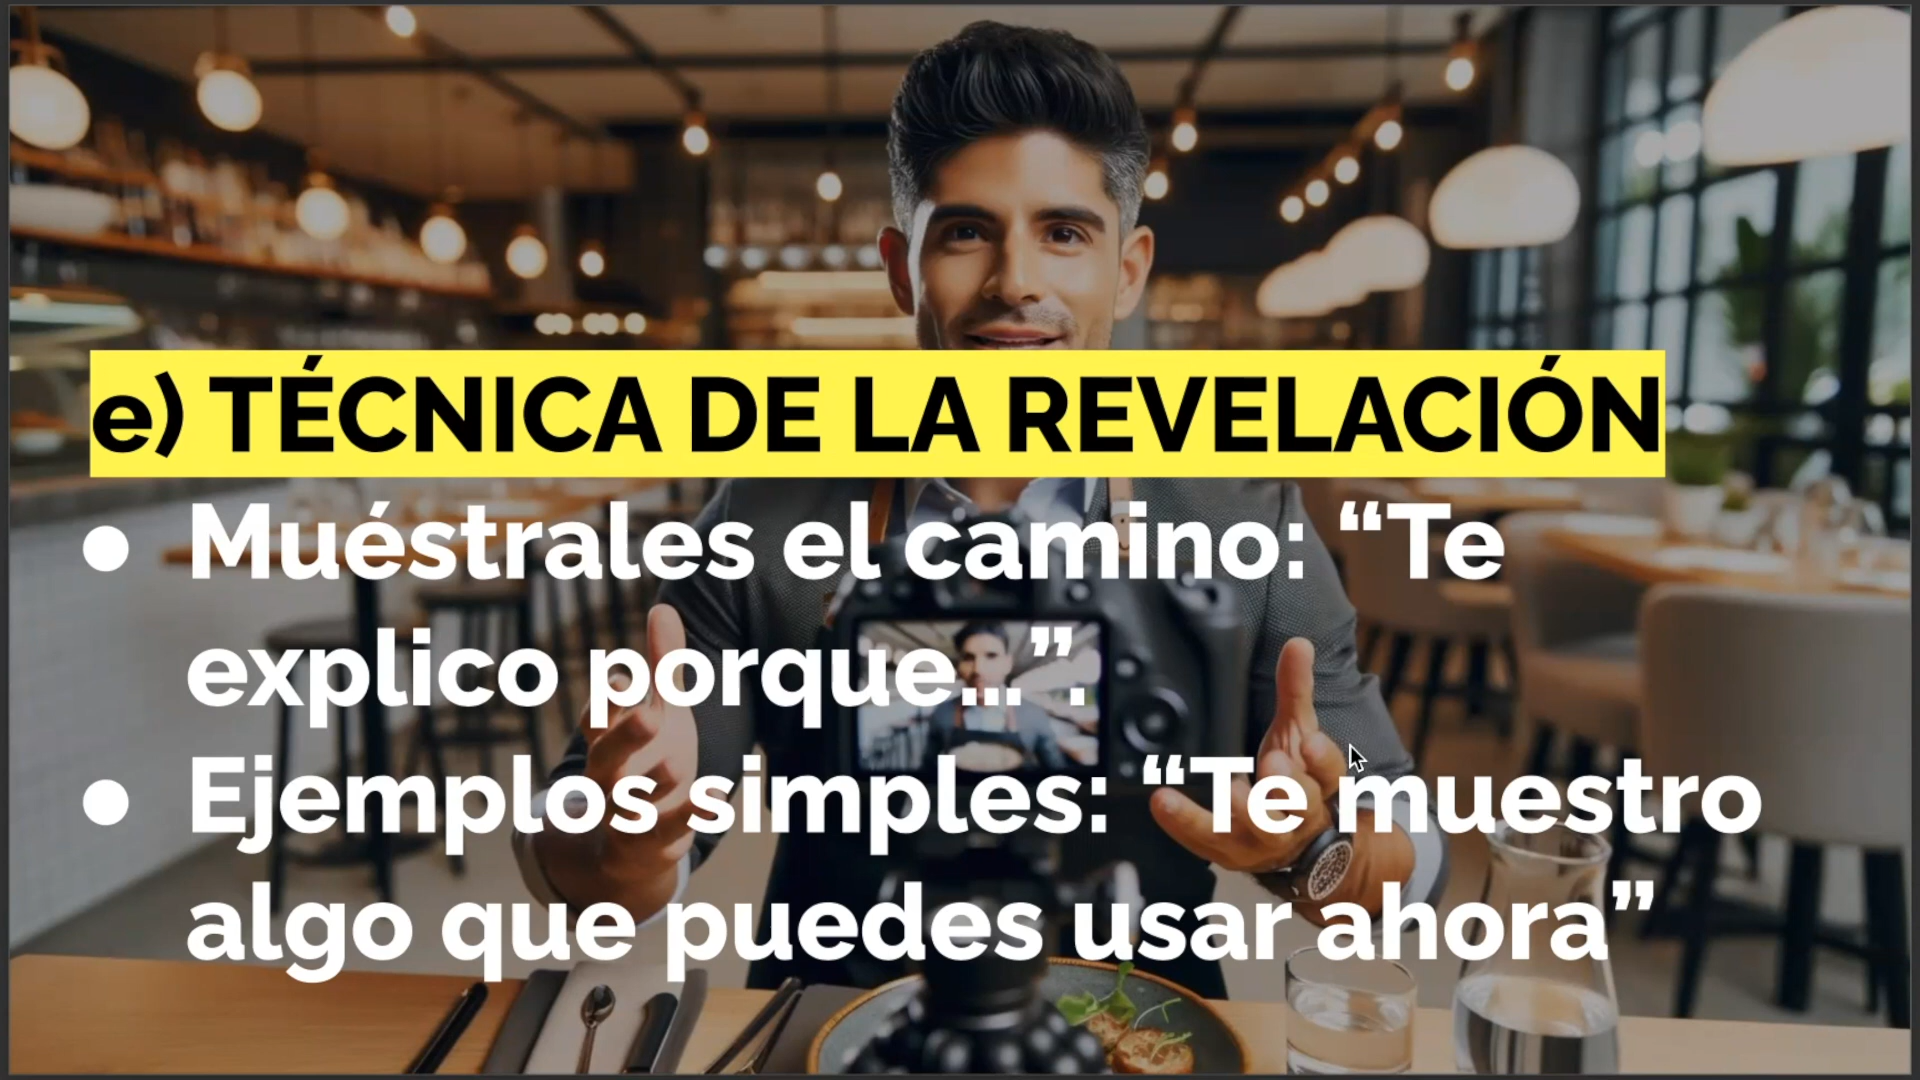 e) TÉCNICA DE LA REVELACIÓN
● Muéstrales el camino: “Te
explico porque...”.
● Ejemplos simples: “Te muestro
algo que puedes usar ahora”